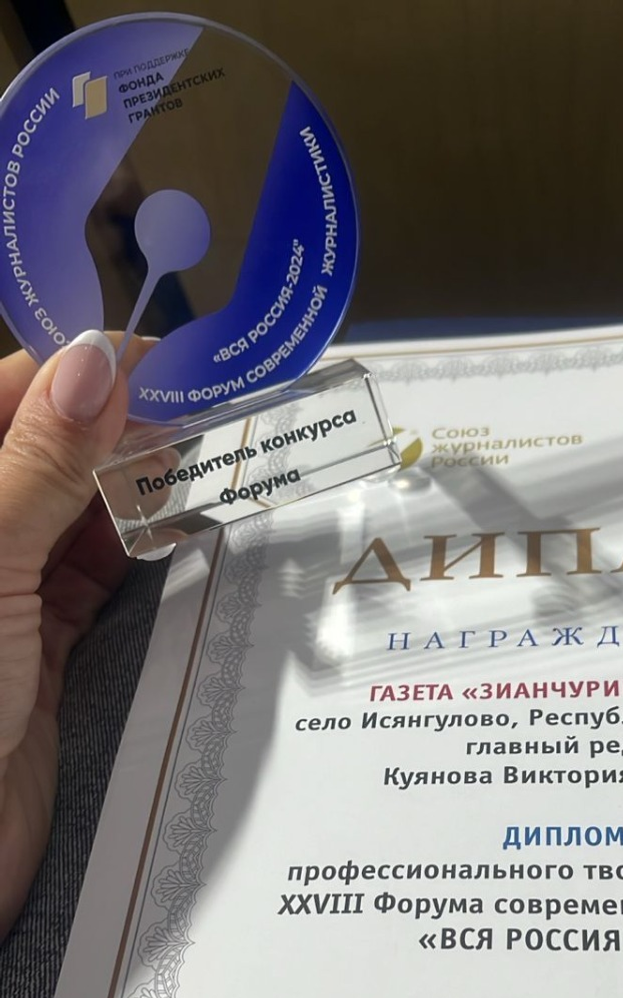 ПРИ ПОДДЕРЖКЕ
ФОНДА
ПРЕЗИДЕНТСКИХ
ГРАНТОВ
СОЮЗ ЖУРНАЛИСТОВ РОССИИ
«ВСЯ РОССИЯ-2024"
XXVIII ФОРУМ СОВРЕМЕННОЙ ЖУРНАЛИСТИКИ
Победитель конкурса
Форума
Союз
журналистов
России
ДИПЛ
НАГРАЖД
ГАЗЕТА «ЗИАНЧУРИ
село Исянгулово, Респуб
главный ред
Куянова Виктория
ДИПЛОМ
профессионального тво
XXVIII Форума совреме
«ВСЯ РОССИЯ